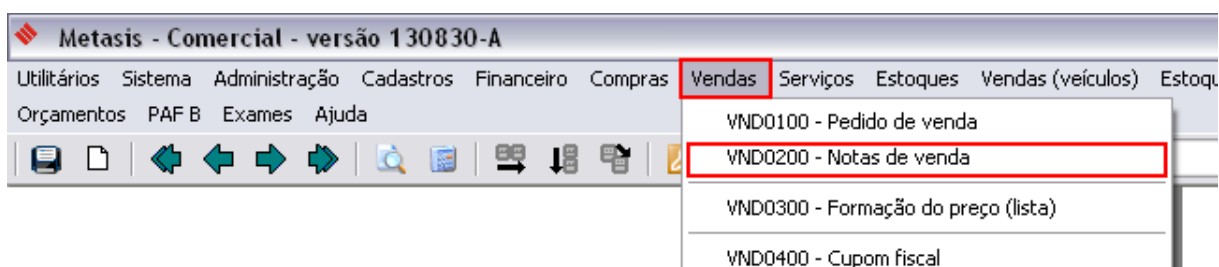 Metasis - Comercial - versão 130830-A
Utilitários Sistema Administração Cadastros Financeiro Compras Vendas Serviços Estoques Vendas (veículos)
Orçamentos PAF B Exames Ajuda
VND0100 - Pedido de venda
VND0200 - Notas de venda
VND0300 - Formação do preço (lista)
VND0400 - Cupom fiscal